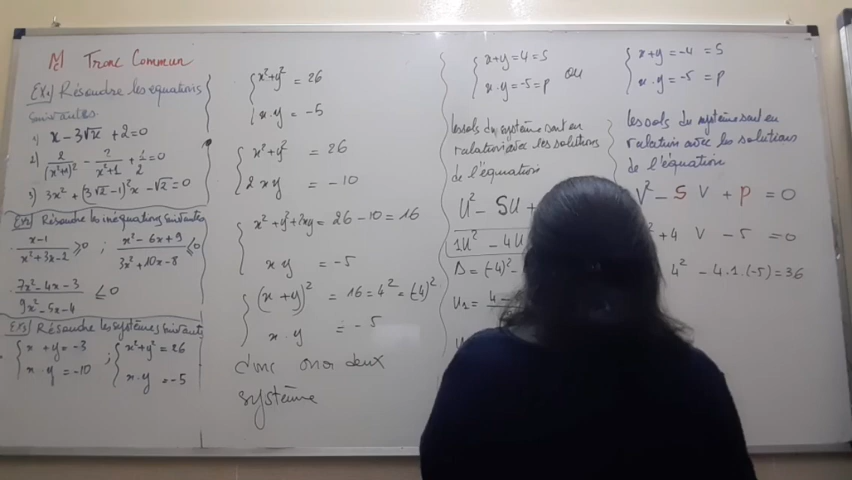 Tronc Commun
Ex1) Résoudre les équations
suivantes
1) x - 3√x + 2 = 0
2) 2/(x²+1)² - ?/(x²+1) + 1/2 = 0
3) 3x² + (3√2 - 1)²x - √2 = 0
Ex2) Résoudre les inéquations suivantes
(x-1)/(x²+3x-2) ≥ 0 ; (x²-6x+9)/(3x²+10x-8) ≤ 0
(7x²-4x-3)/(9x²-5x-4) ≤ 0
Ex3) Résoudre les systèmes suivants
{ x + y = -3 ; { x²+y² = 26
x·y = -10 x·y = -5
{ x²+y² = 26
x·y = -5
{ x²+y² = 26
2xy = -10
{ x²+y²+2xy = 26-10 = 16
xy = -5
{ (x+y)² = 16 = 4² = (-4)²
x·y = -5
donc on a deux
système
{ x+y = 4 = S ou
x·y = -5 = P
les sols du système sont en
relation avec les solutions
de l'équation
U² - SU +
1U² - 4U
Δ = (-4)² -
{ x+y = -4 = S
x·y = -5 = P
les sols du système sont en
relation avec les solutions
de l'équation
V² - S V + P = 0
+4 V - 5 = 0
4² - 4·1·(-5) = 36